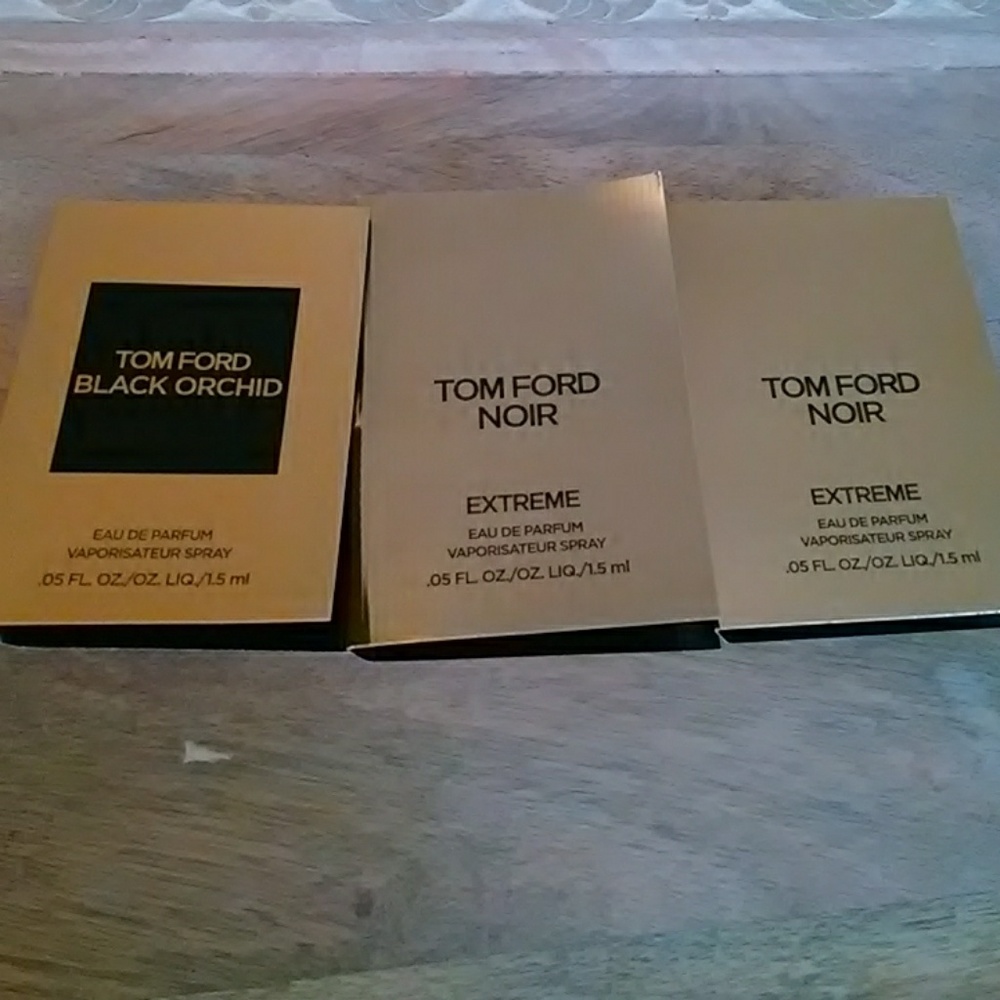 TOM FORD
BLACK ORCHID
EAU DE PARFUM
VAPORISATEUR SPRAY
.05 FL. OZ./OZ. LIQ./1.5 ml
TOM FORD
NOIR
EXTREME
EAU DE PARFUM
VAPORISATEUR SPRAY
.05 FL. OZ./OZ. LIQ./1.5 ml
TOM FORD
NOIR
EXTREME
EAU DE PARFUM
VAPORISATEUR SPRAY
.05 FL. OZ./OZ. LIQ./1.5 ml